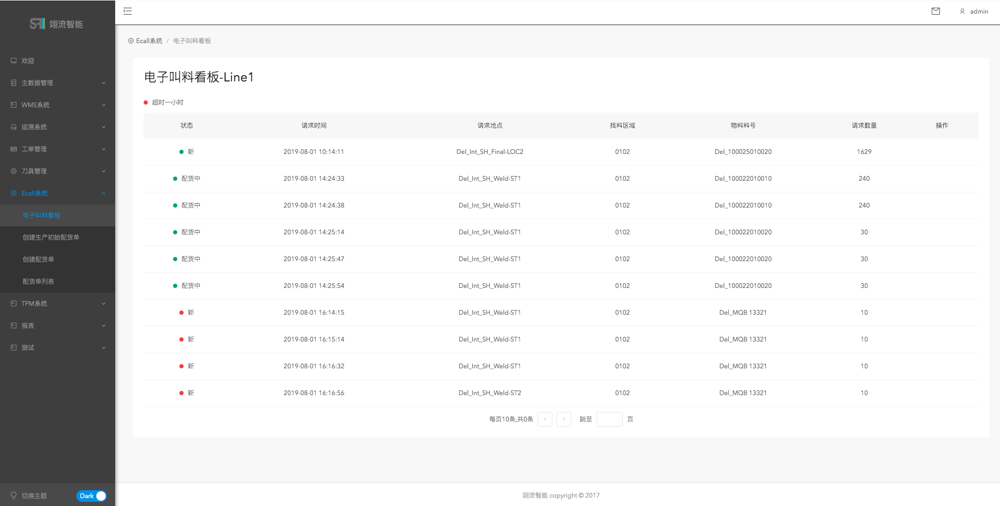 SFI 翊流智能
admin
欢迎
主数据管理
WMS系统
追溯系统
工单管理
刀具管理
Ecall系统
电子叫料看板
创建生产初始配货单
创建配货单
配货单列表
TPM系统
报表
测试
切换主题 Dark
Ecall系统 / 电子叫料看板
电子叫料看板-Line1
超时一小时
状态 请求时间 请求地点 找料区域 物料料号 请求数量 操作
新 2019-08-01 10:14:11 Del_Int_SH_Final-LOC2 0102 Del_100025010020 1629
配货中 2019-08-01 14:24:33 Del_Int_SH_Weld-ST1 0102 Del_100022010010 240
配货中 2019-08-01 14:24:38 Del_Int_SH_Weld-ST1 0102 Del_100022010010 240
配货中 2019-08-01 14:25:14 Del_Int_SH_Weld-ST1 0102 Del_100022010020 30
配货中 2019-08-01 14:25:47 Del_Int_SH_Weld-ST1 0102 Del_100022010020 30
配货中 2019-08-01 14:25:54 Del_Int_SH_Weld-ST1 0102 Del_100022010020 30
新 2019-08-01 16:14:15 Del_Int_SH_Weld-ST1 0102 Del_MQB 13321 10
新 2019-08-01 16:15:14 Del_Int_SH_Weld-ST1 0102 Del_MQB 13321 10
新 2019-08-01 16:16:32 Del_Int_SH_Weld-ST1 0102 Del_MQB 13321 10
新 2019-08-01 16:16:56 Del_Int_SH_Weld-ST2 0102 Del_MQB 13321 10
每页10条,共0条 < > 跳至 页
翊流智能 copyright © 2017